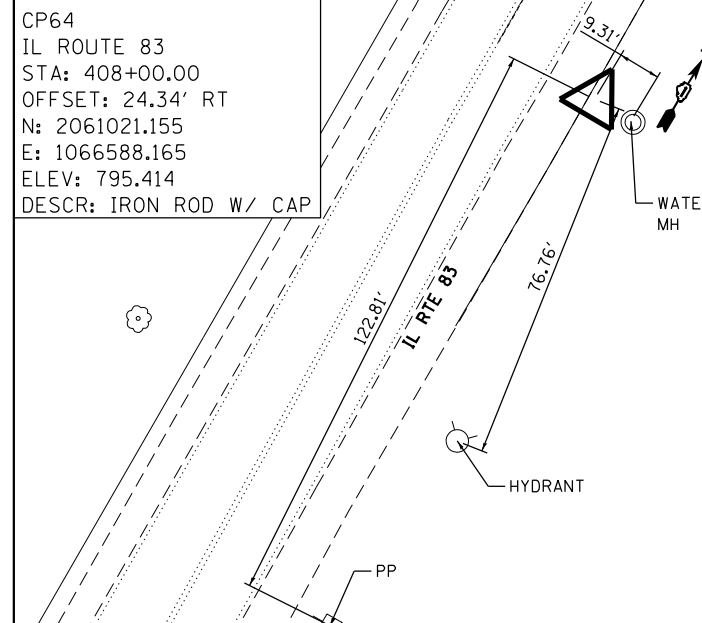 CP64
IL ROUTE 83
STA: 408+00.00
OFFSET: 24.34' RT
N: 2061021.155
E: 1066588.165
ELEV: 795.414
DESCR: IRON ROD W/ CAP
9.31'
WATE
MH
76.76'
122.81'
IL RTE 83
HYDRANT
PP